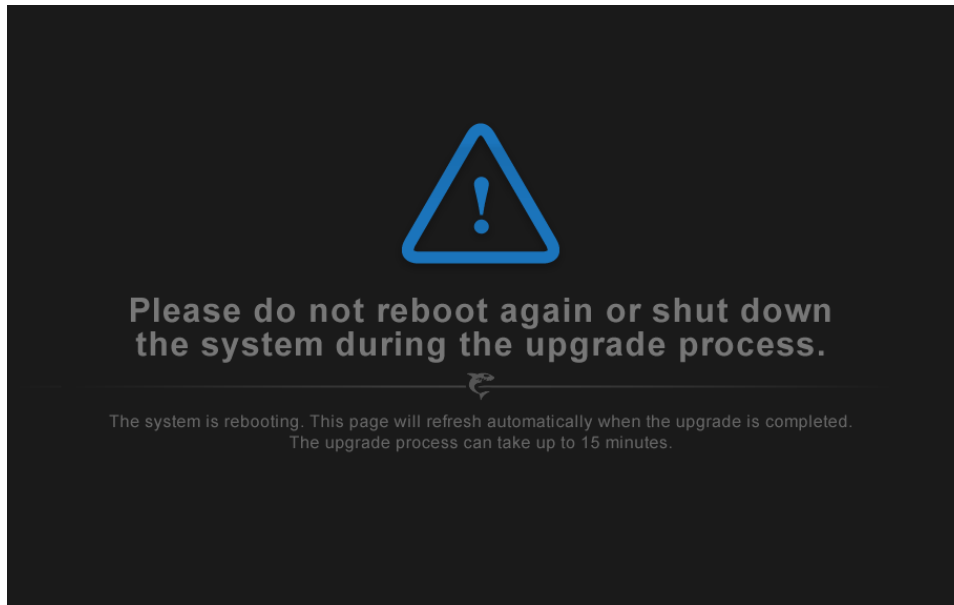 Please do not reboot again or shut down
the system during the upgrade process.
The system is rebooting. This page will refresh automatically when the upgrade is completed.
The upgrade process can take up to 15 minutes.